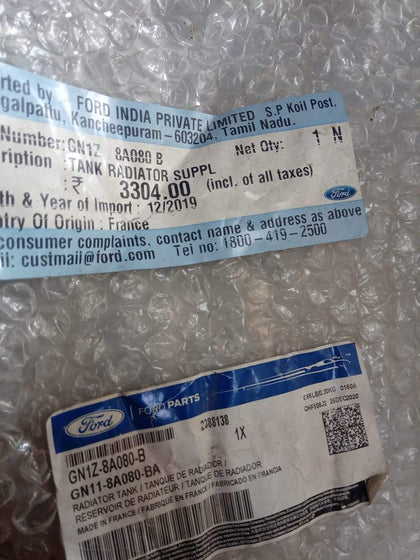 rted by FORD INDIA PRIVATE LIMITED S.P Koil Post.
galpattu, Kancheepuram-603204. Tamil Nadu.
Number: GN1Z 8A080 B Net Qty: 1 N
scription : TANK RADIATOR SUPPL
: ₹ 3304.00 (incl. of all taxes)
th & Year of Import : 12/2019
Ford
ntry Of Origin : France
consumer complaints, contact name & address as above
il: custmail@ford.com Tel no: 1800-419-2500
Ford
FORD PARTS
GN1Z-8A080-B
2388138
GN11-8A080-BA
1X
RADIATOR TANK / TANQUE DE RADIADOR /
RÉSERVOIR DE RADIATEUR / TANQUE DE RADIADOR
MADE IN FRANCE / FABRIQUÉ EN FRANCE / FABRICADO EN FRANCIA